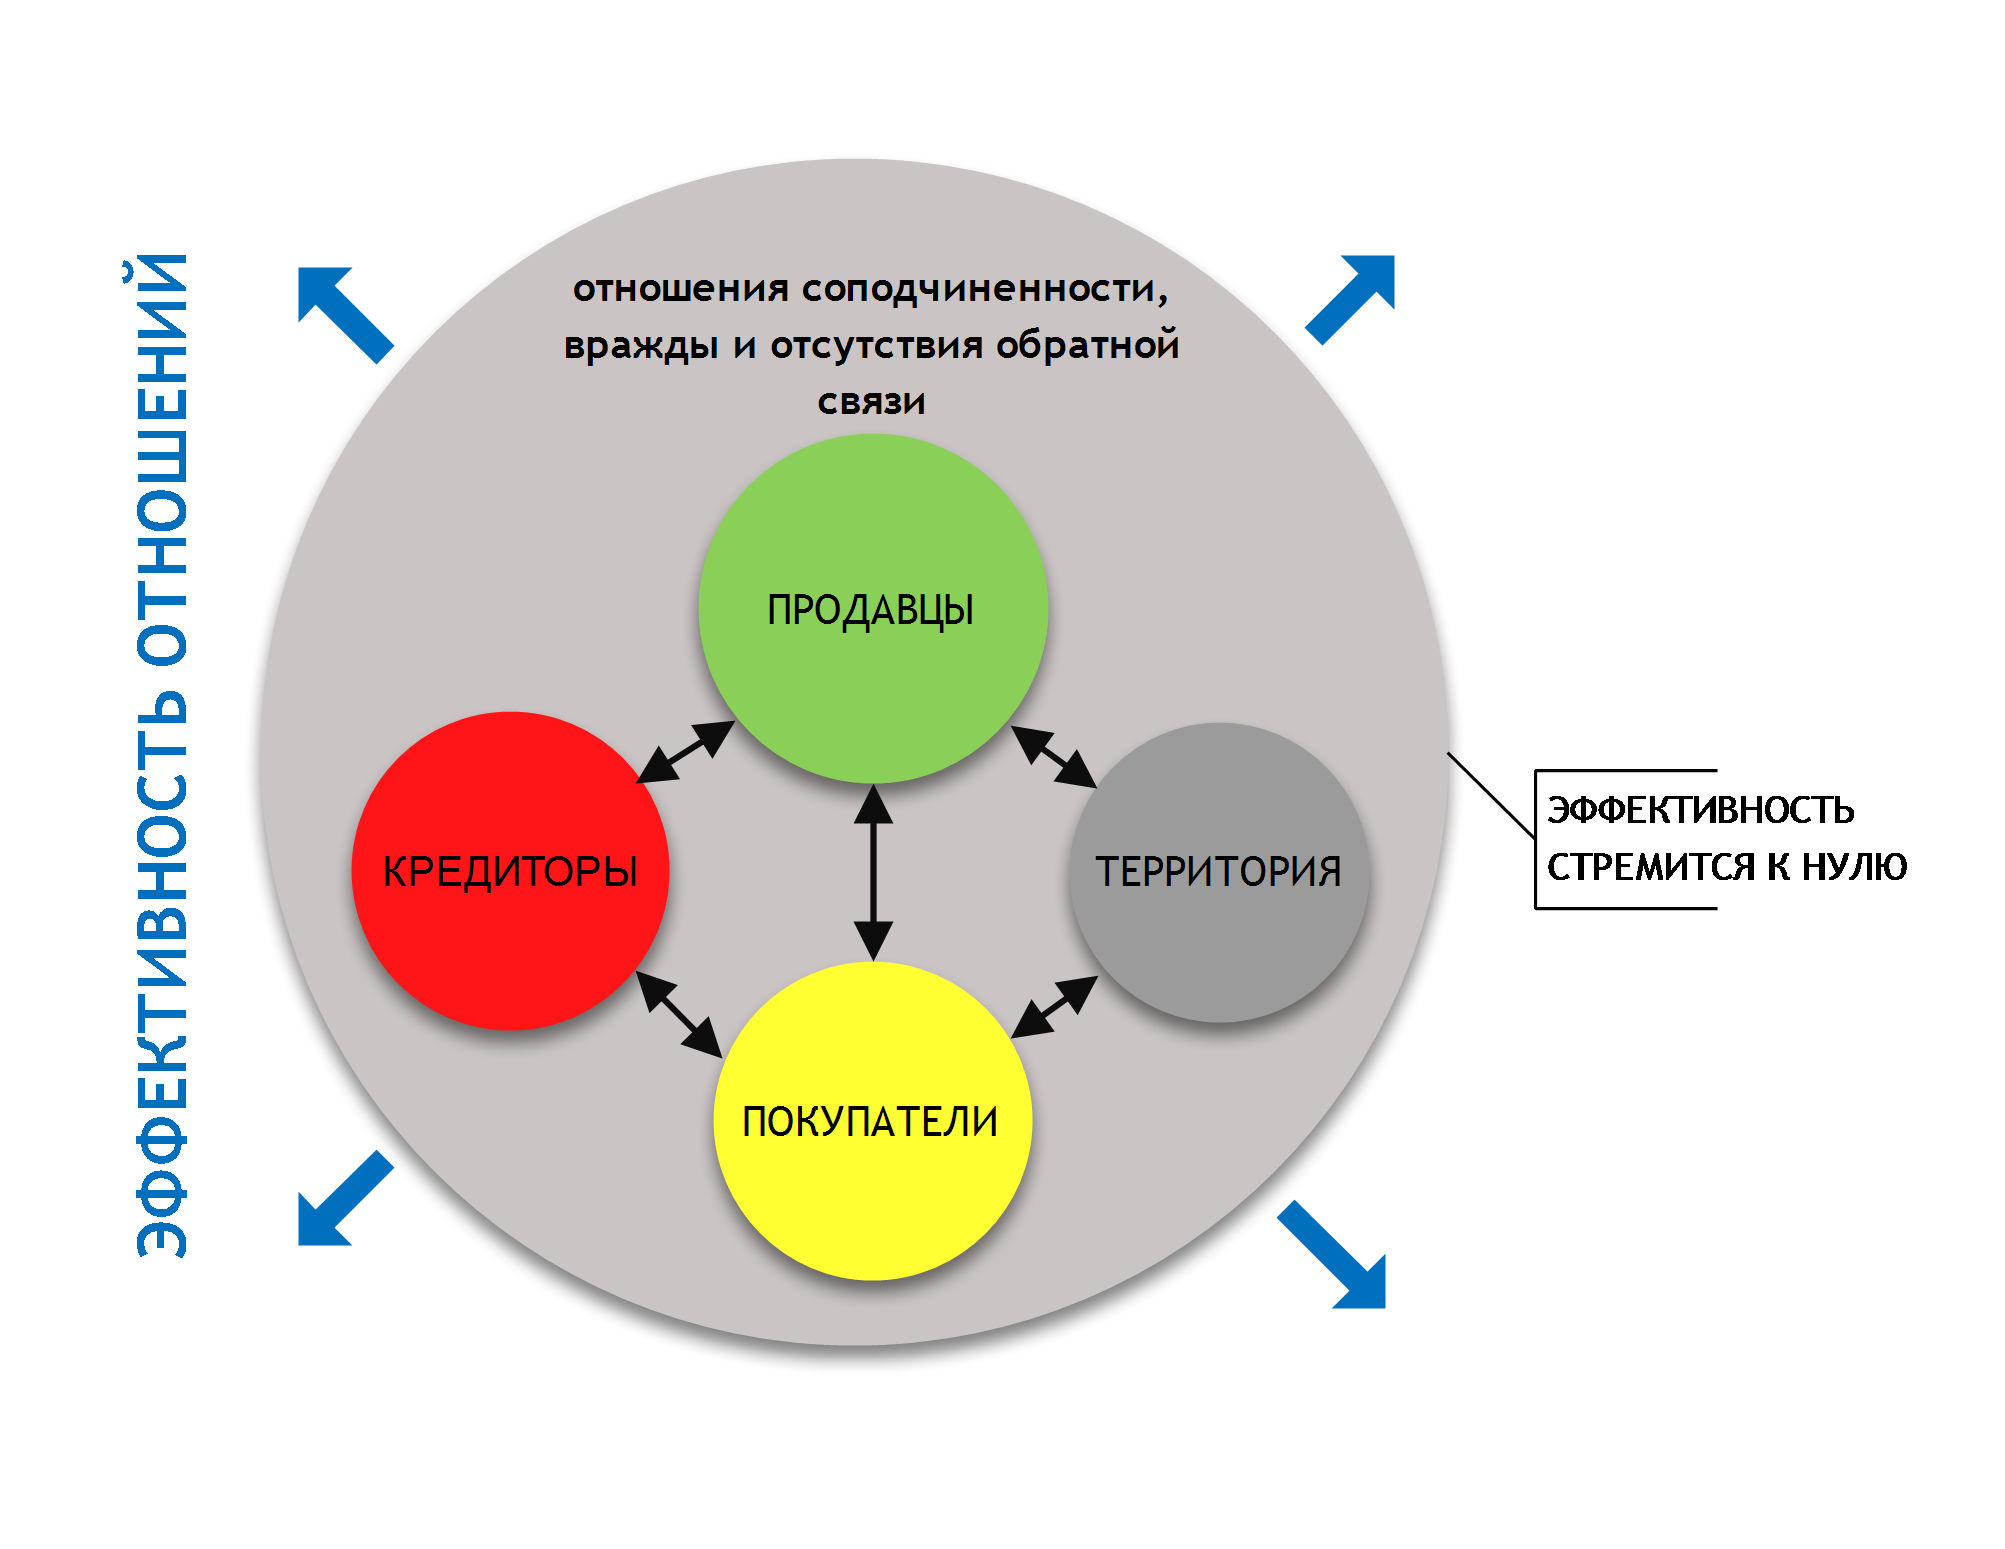 ЭФФЕКТИВНОСТЬ ОТНОШЕНИЙ
отношения соподчиненности,
вражды и отсутствия обратной
связи
ПРОДАВЦЫ
КРЕДИТОРЫ
ТЕРРИТОРИЯ
ПОКУПАТЕЛИ
ЭФФЕКТИВНОСТЬ
СТРЕМИТСЯ К НУЛЮ